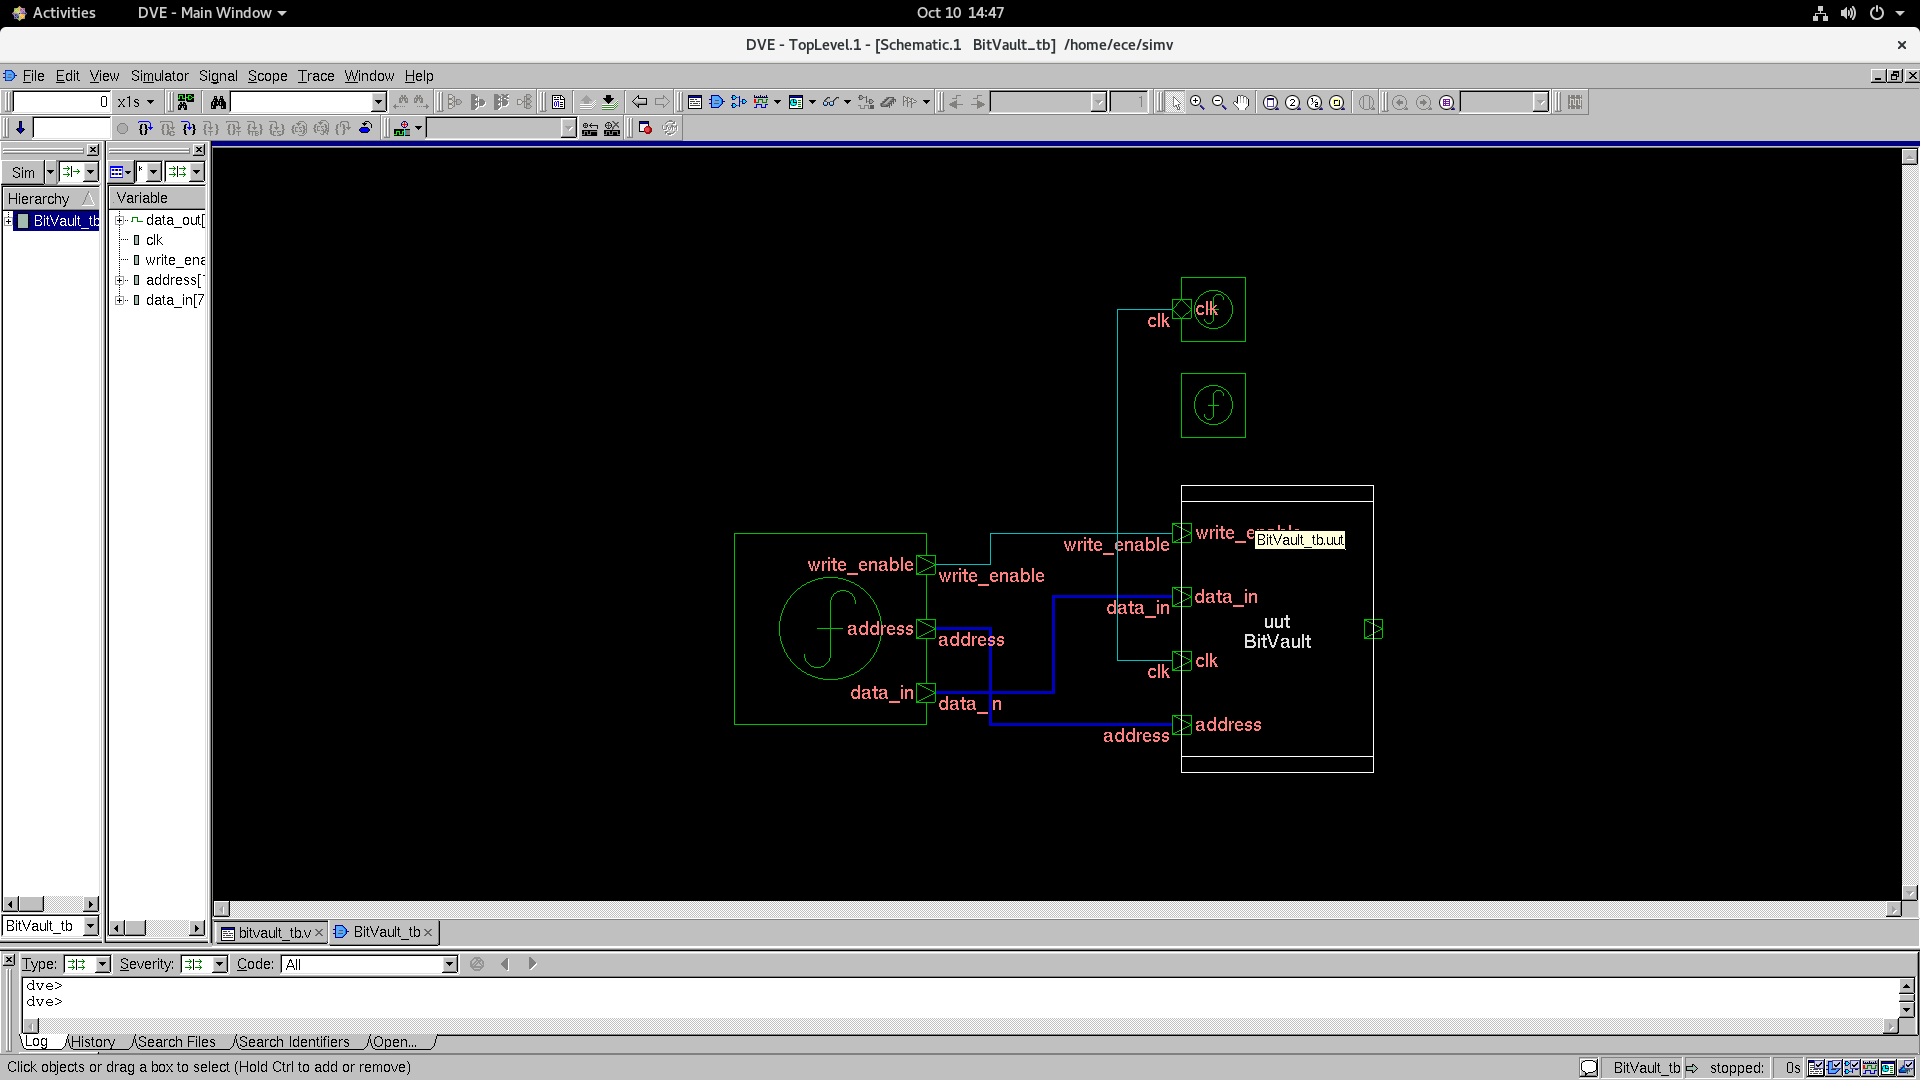 Activities
DVE - Main Window
Oct 10 14:47
DVE - TopLevel.1 - [Schematic.1 BitVault_tb] /home/ece/simv
File Edit View Simulator Signal Scope Trace Window Help
0 x1s
1
Sim
Hierarchy
BitVault_tb
Variable
data_out[
clk
write_ena
address[
data_in[7
clk
clk
write_enable
write_enable
write_enable
write_e
BitVault_tb.uut
data_in
data_in
uut
BitVault
address
address
clk
clk
data_in
data_n
address
address
BitVault_tb
bitvault_tb.v
BitVault_tb
Type: Severity: Code: All
dve>
dve>
Log History Search Files Search Identifiers Open...
Click objects or drag a box to select (Hold Ctrl to add or remove)
BitVault_tb stopped: 0s